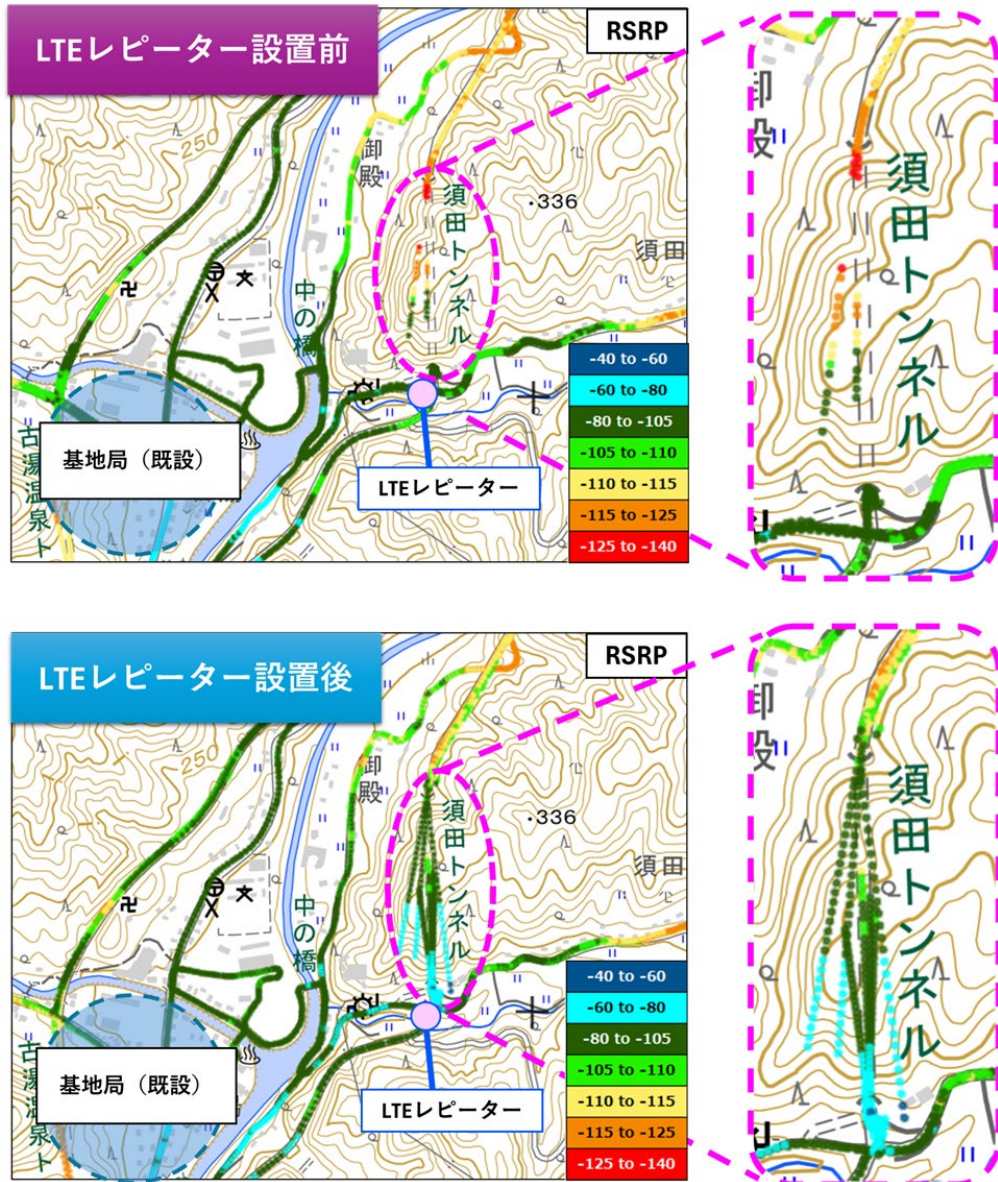 LTEレピーター設置前
RSRP
250
御殿
須田トンネル
336
須田
中の橋
古湯温泉ト
基地局（既設）
LTEレピーター
-40 to -60
-60 to -80
-80 to -105
-105 to -110
-110 to -115
-115 to -125
-125 to -140
須田トンネル
LTEレピーター設置後
RSRP
250
御殿
須田トンネル
336
須田
中の橋
古湯温泉ト
基地局（既設）
LTEレピーター
-40 to -60
-60 to -80
-80 to -105
-105 to -110
-110 to -115
-115 to -125
-125 to -140
須田トンネル